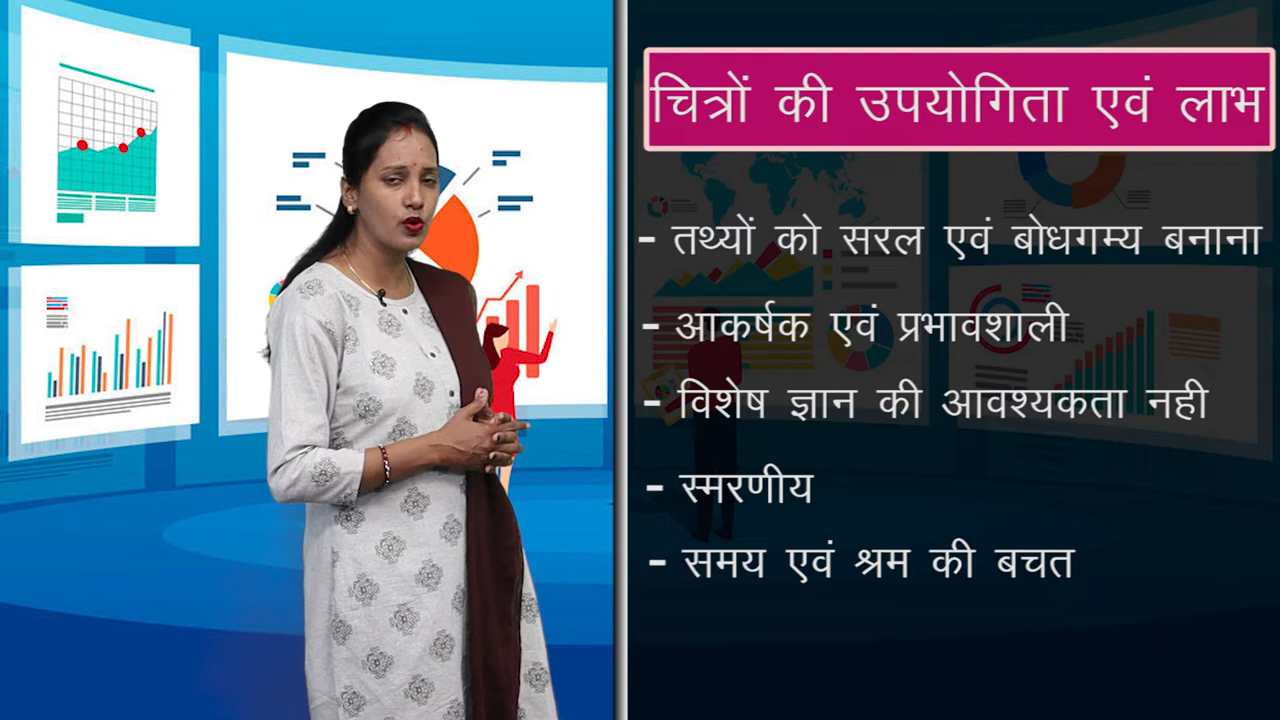 चित्रों की उपयोगिता एवं लाभ
- तथ्यों को सरल एवं बोधगम्य बनाना
- आकर्षक एवं प्रभावशाली
- विशेष ज्ञान की आवश्यकता नही
- स्मरणीय
- समय एवं श्रम की बचत